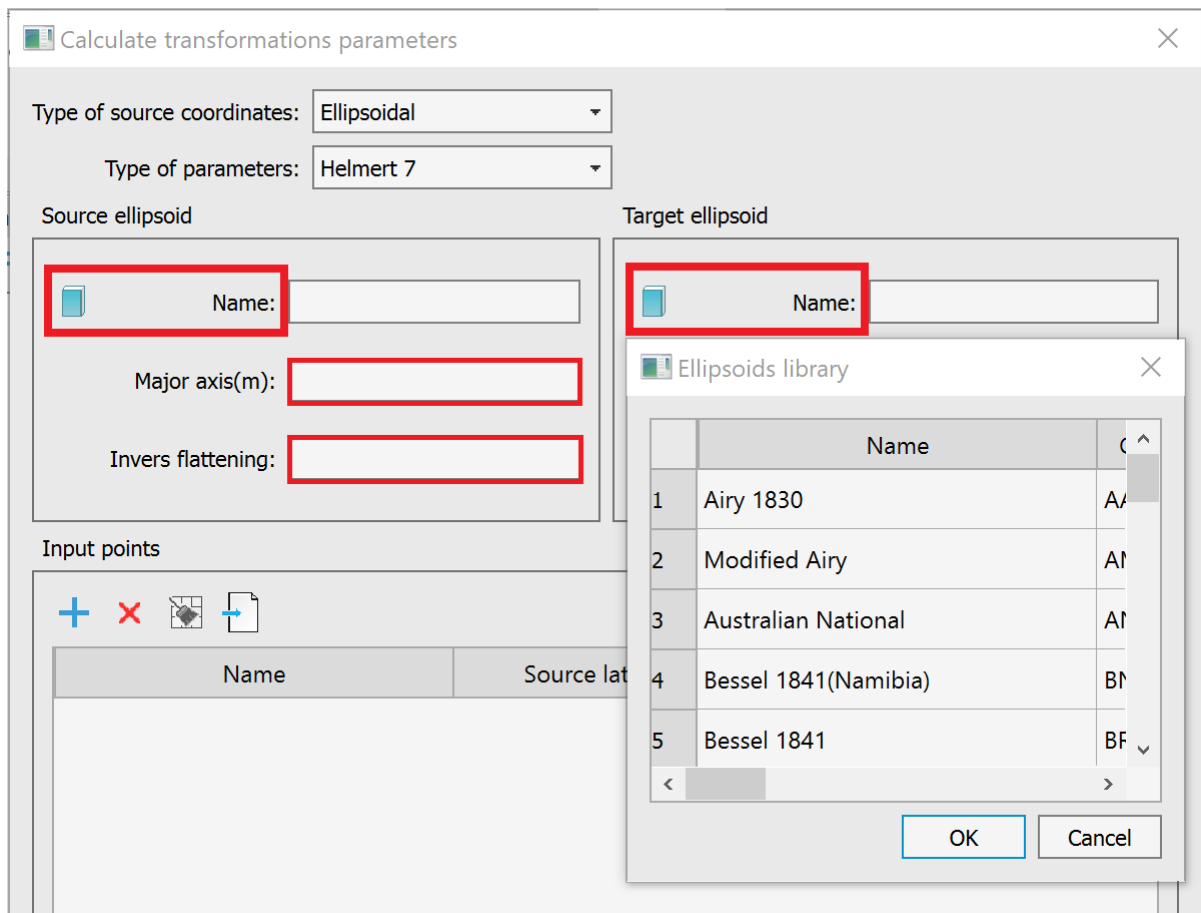 Calculate transformations parameters
Type of source coordinates: Ellipsoidal
Type of parameters: Helmert 7
Source ellipsoid
Target ellipsoid
Name:
Name:
Major axis(m):
Invers flattening:
Ellipsoids library
Name
1 Airy 1830
2 Modified Airy
3 Australian National
4 Bessel 1841(Namibia)
5 Bessel 1841
OK Cancel
Input points
Name Source lat